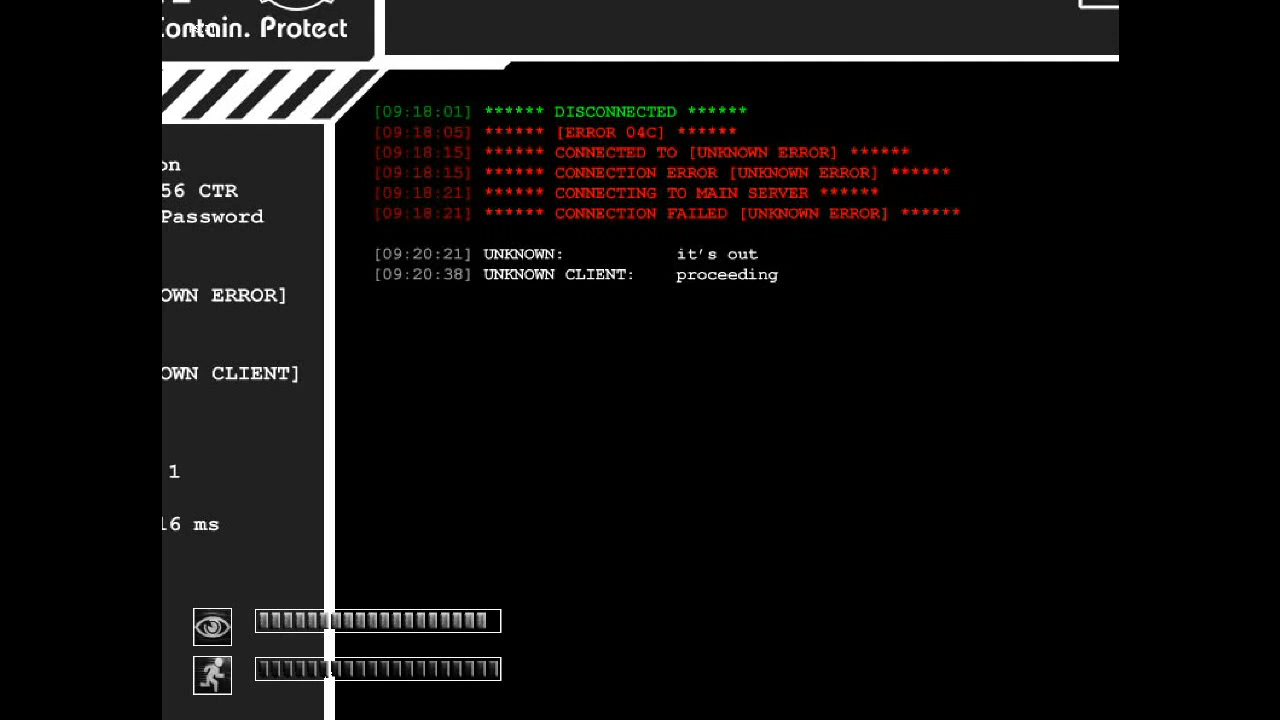 Contain. Protect
[09:18:01] ****** DISCONNECTED ******
[09:18:05] ****** [ERROR 04C] ******
[09:18:15] ****** CONNECTED TO [UNKNOWN ERROR] ******
[09:18:15] ****** CONNECTION ERROR [UNKNOWN ERROR] ******
[09:18:21] ****** CONNECTING TO MAIN SERVER ******
[09:18:21] ****** CONNECTION FAILED [UNKNOWN ERROR] ******
[09:20:21] UNKNOWN: it's out
[09:20:38] UNKNOWN CLIENT: proceeding
on
56 CTR
Password
OWN ERROR]
OWN CLIENT]
1
16 ms